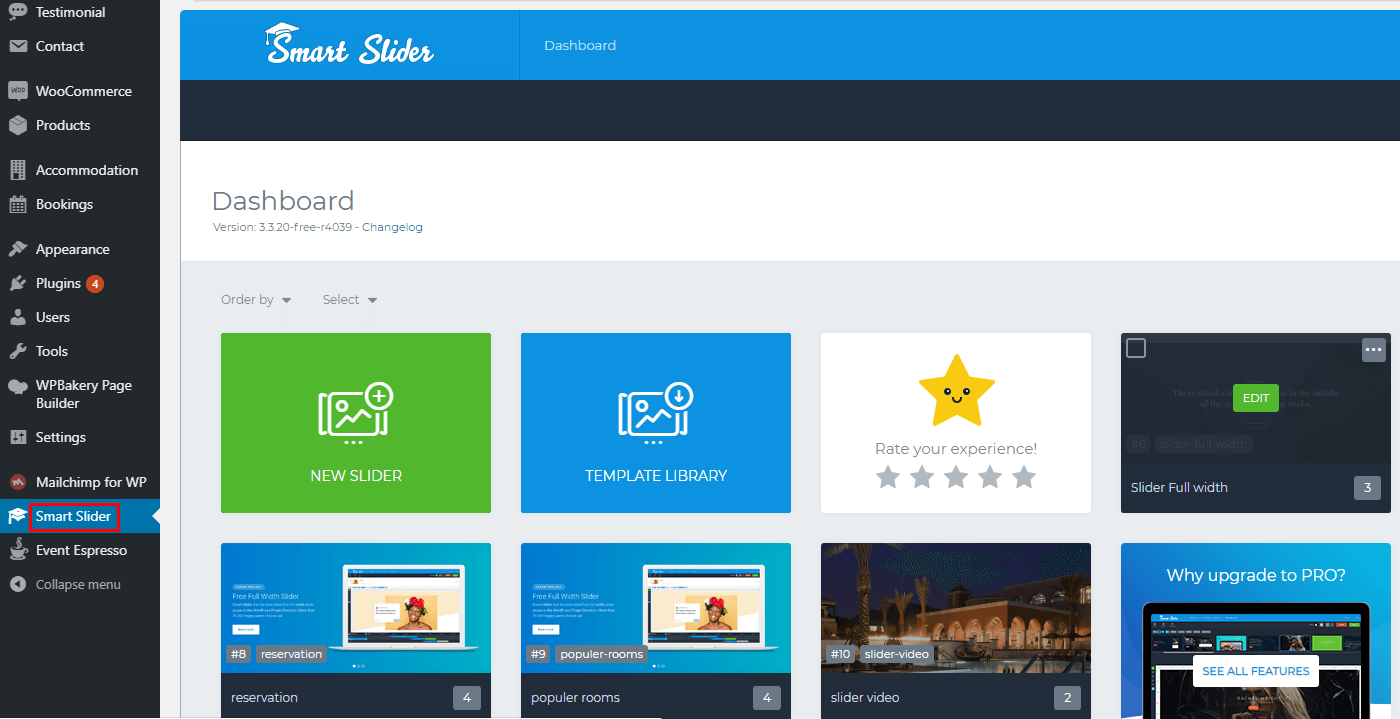 Testimonial
Contact
WooCommerce
Products
Accommodation
Bookings
Appearance
Plugins 4
Users
Tools
WPBakery Page
Builder
Settings
Mailchimp for WP
Smart Slider
Event Espresso
Collapse menu
Smart Slider
Dashboard
Dashboard
Version: 3.3.20-free-r4039 - Changelog
Order by
Select
NEW SLIDER
TEMPLATE LIBRARY
Rate your experience!
EDIT
#6 slider-full-width
Slider Full width 3
Free Full Width Slider
#8 reservation
reservation 4
Free Full Width Slider
#9 populer-rooms
populer rooms 4
#10 slider-video
slider video 2
Why upgrade to PRO?
Smart Slider
SEE ALL FEATURES